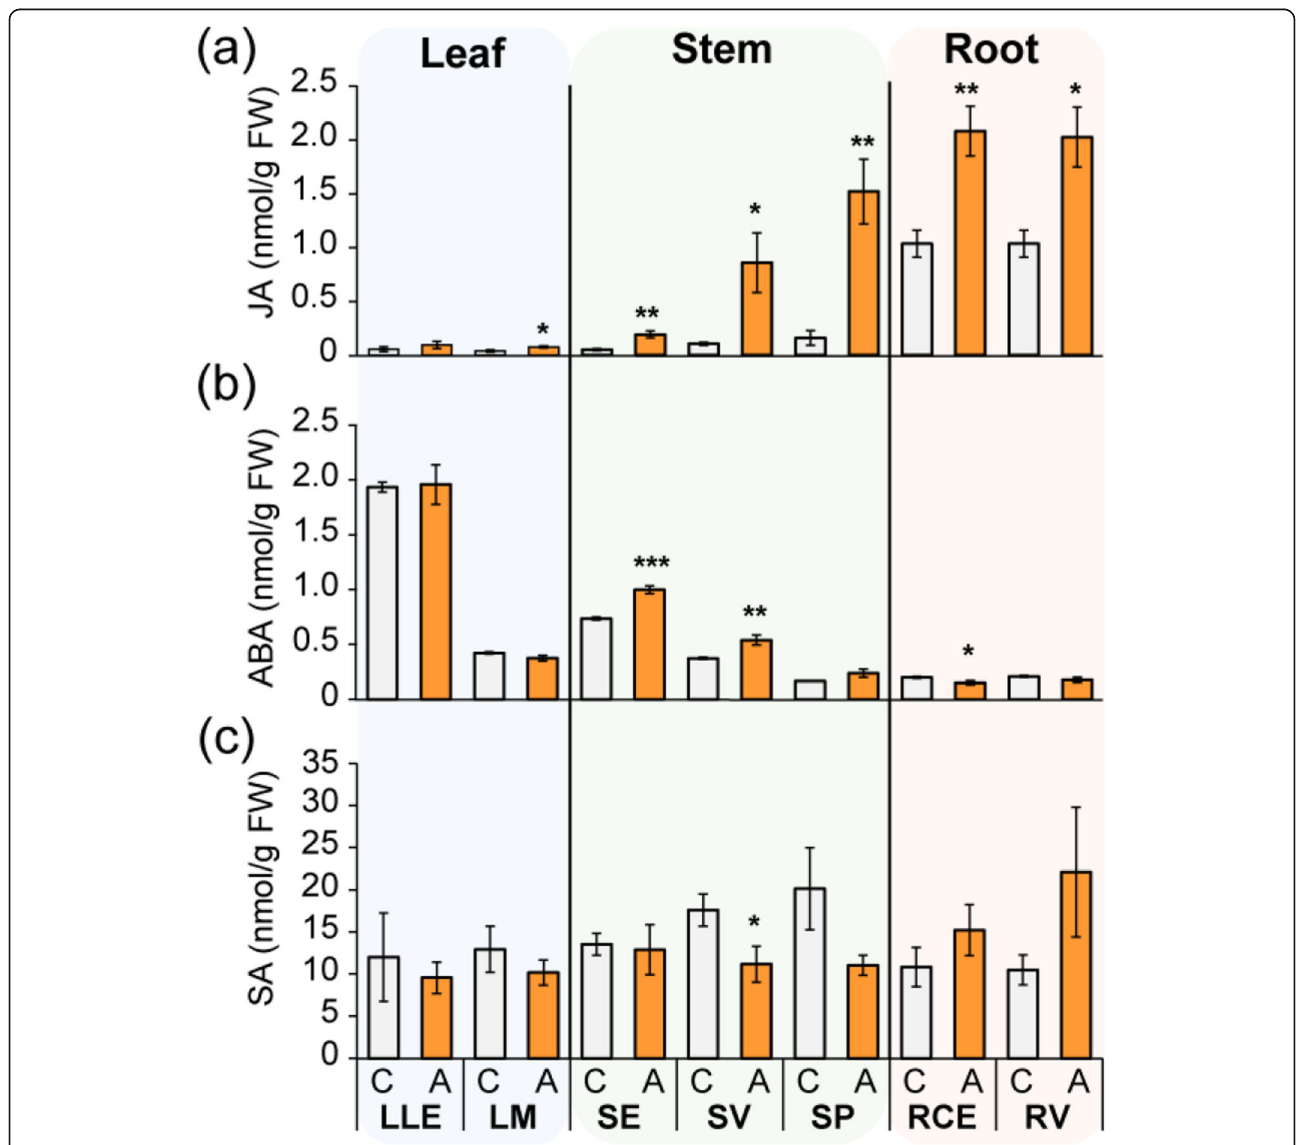 (a)
Leaf Stem Root
JA (nmol/g FW)
2.5
2.0
1.5
1.0
0.5
0
* ** * ** ** *
(b)
ABA (nmol/g FW)
2.5
2.0
1.5
1.0
0.5
0
*** ** *
(c)
SA (nmol/g FW)
35
30
25
20
15
10
5
0
*
C A C A C A C A C A C A C A
LLE LM SE SV SP RCE RV